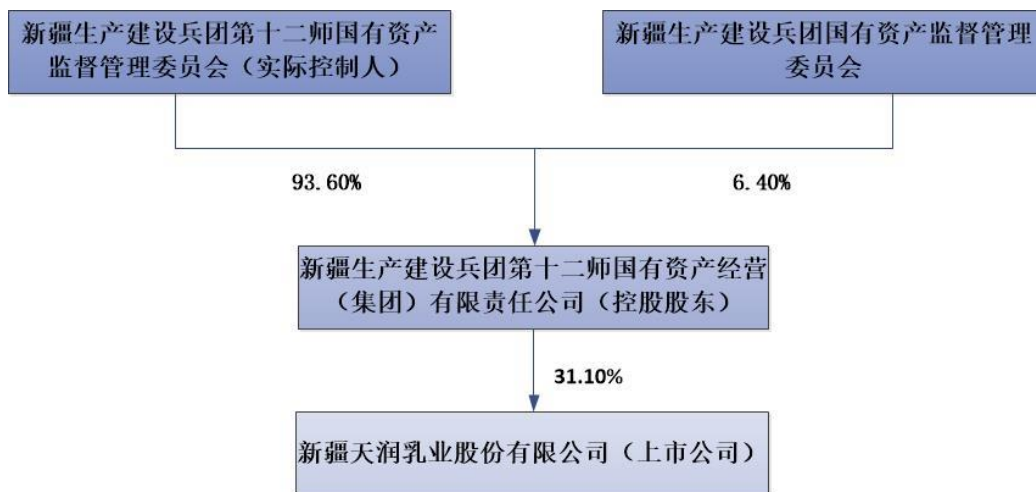 新疆生产建设兵团第十二师国有资产
监督管理委员会（实际控制人）
新疆生产建设兵团国有资产监督管理
委员会
93.60%
6.40%
新疆生产建设兵团第十二师国有资产经营
（集团）有限责任公司（控股股东）
31.10%
新疆天润乳业股份有限公司（上市公司）